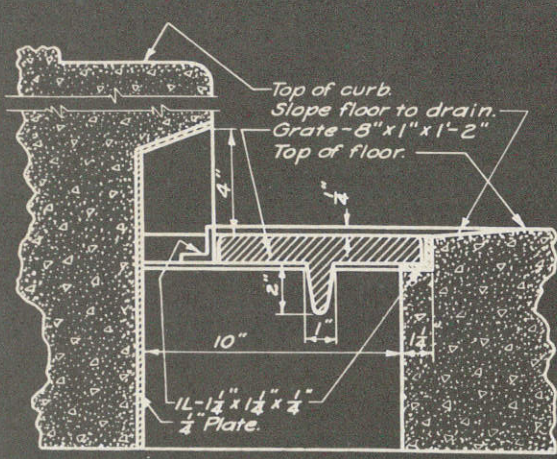 Top of curb.
Slope floor to drain.
Grate-8"x1"x1'-2"
Top of floor.
4"
1/4"
2"
1"
10"
1 1/4"
1L-1 1/4"x1 1/4"x1/4"
1/4" Plate.